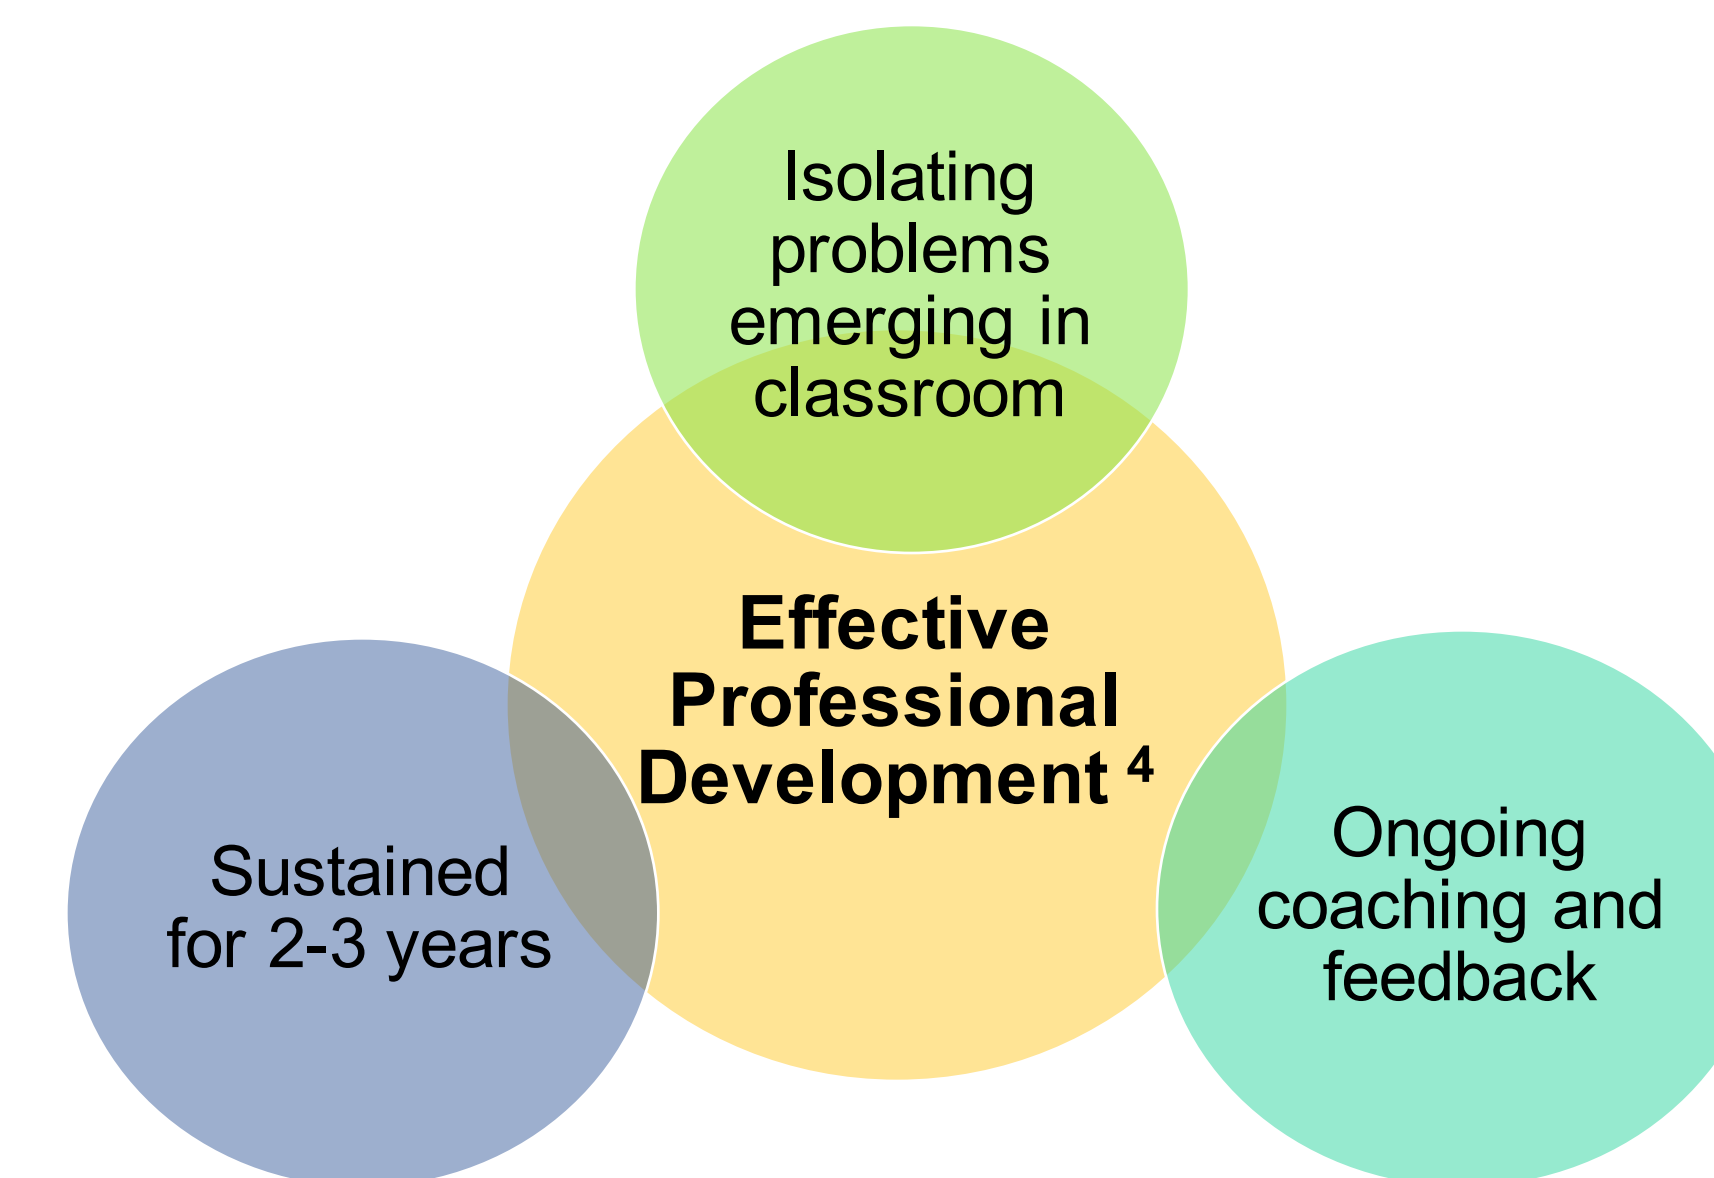 Isolating
problems
emerging in
classroom
Effective
Professional
Development ⁴
Sustained
for 2-3 years
Ongoing
coaching and
feedback